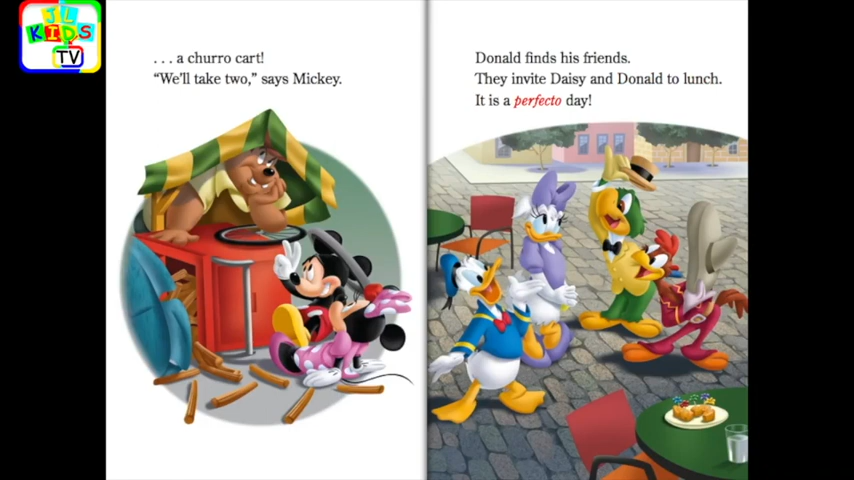 JL
KIDS
TV
. . . a churro cart!
“We’ll take two,” says Mickey.
Donald finds his friends.
They invite Daisy and Donald to lunch.
It is a perfecto day!